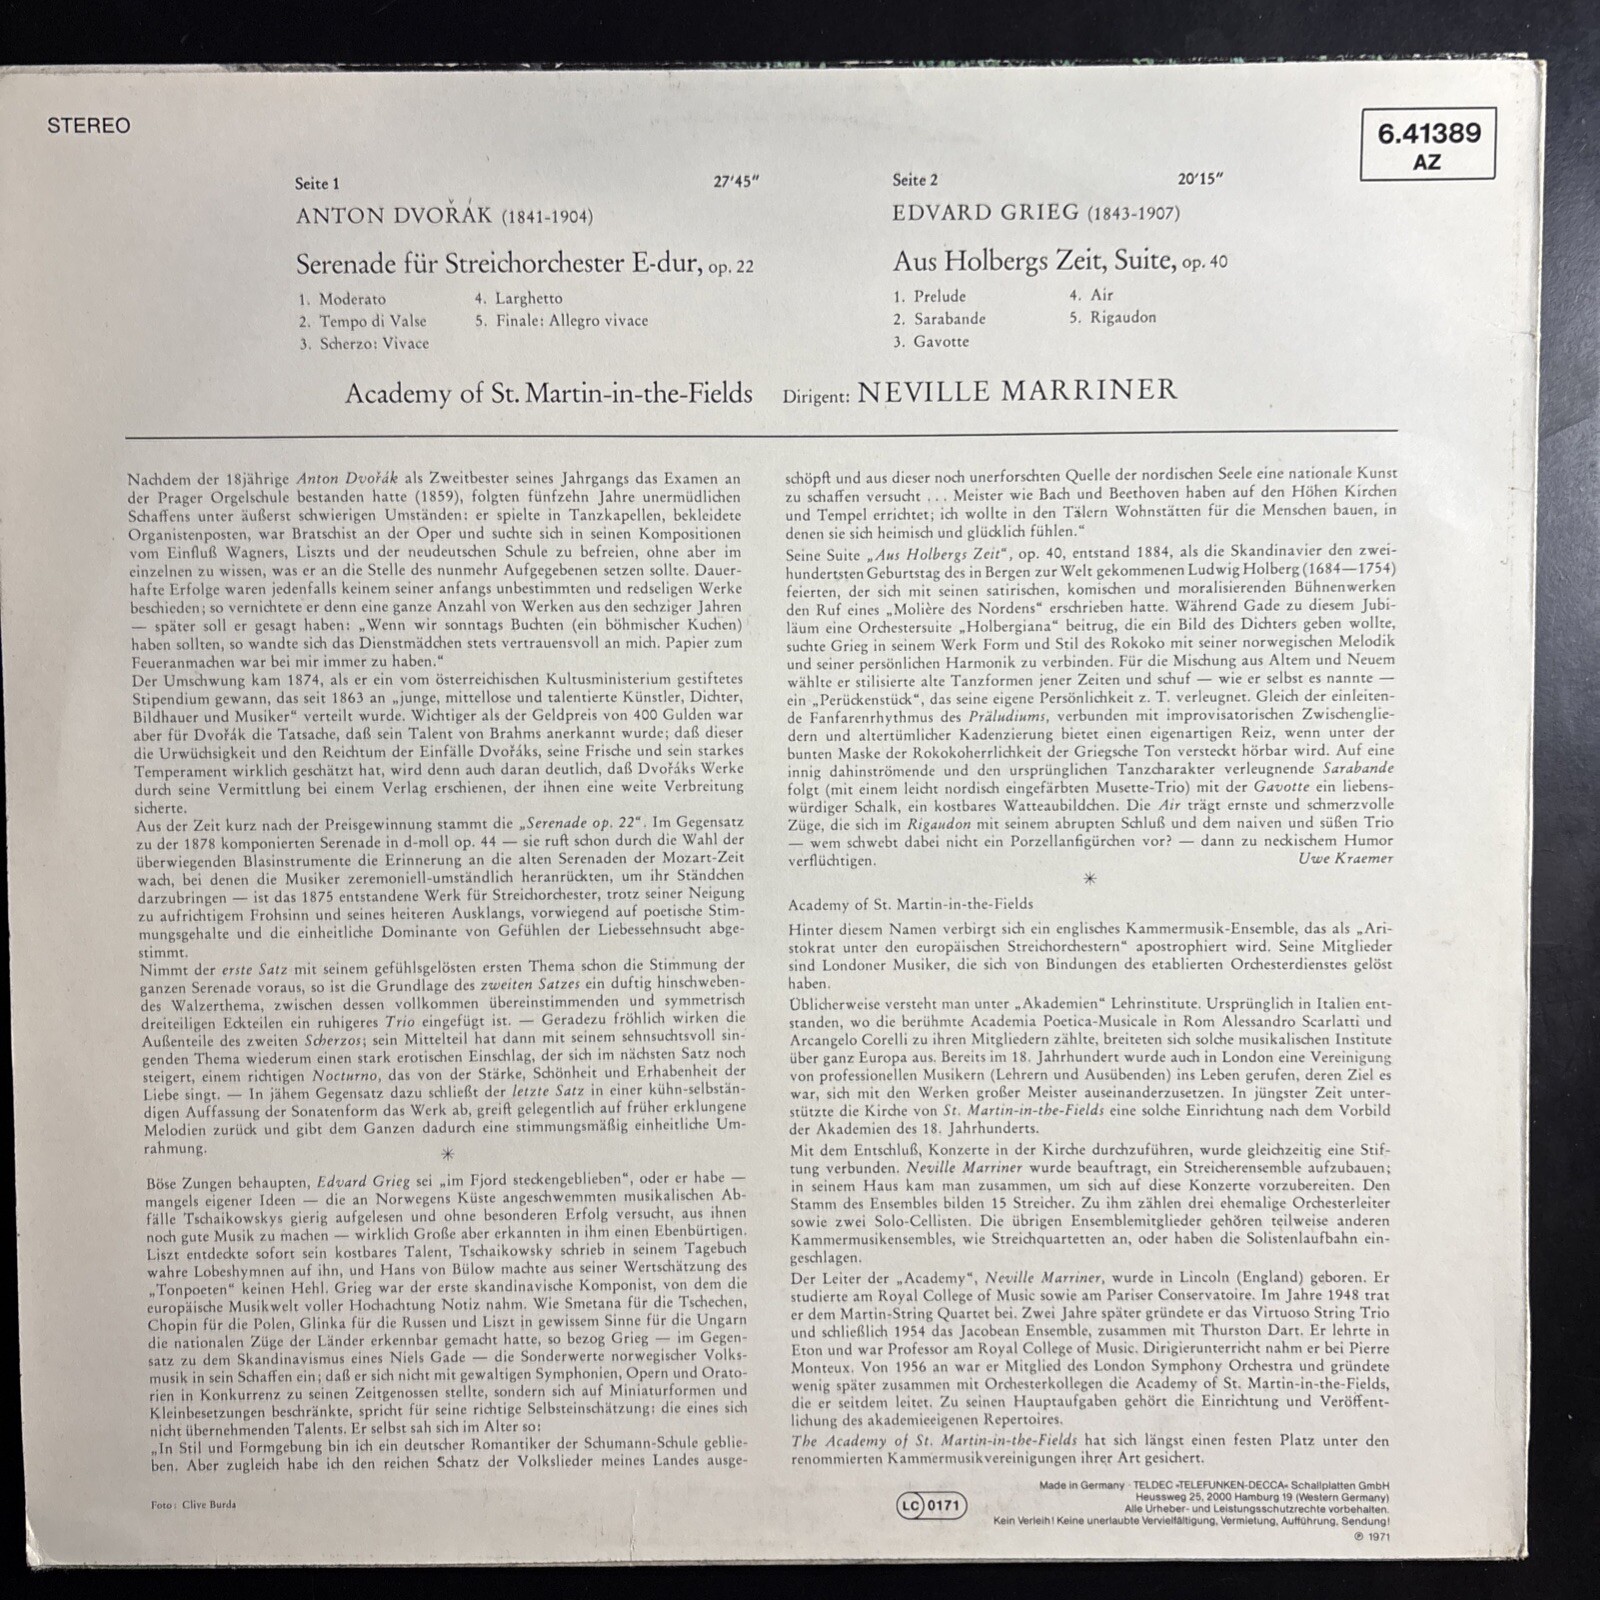 STEREO
6.41389
AZ
Seite 1 27'45"
ANTON DVOŘÁK (1841-1904)
Serenade für Streichorchester E-dur, op. 22
1. Moderato
2. Tempo di Valse
3. Scherzo: Vivace
4. Larghetto
5. Finale: Allegro vivace
Seite 2 20'15"
EDVARD GRIEG (1843-1907)
Aus Holbergs Zeit, Suite, op. 40
1. Prelude
2. Sarabande
3. Gavotte
4. Air
5. Rigaudon
Academy of St. Martin-in-the-Fields Dirigent: NEVILLE MARRINER
Nachdem der 18jährige Anton Dvořák als Zweitbester seines Jahrgangs das Examen an
der Prager Orgelschule bestanden hatte (1859), folgten fünfzehn Jahre unermüdlichen
Schaffens unter äußerst schwierigen Umständen: er spielte in Tanzkapellen, bekleidete
Organistenposten, war Bratschist an der Oper und suchte sich in seinen Kompositionen
vom Einfluß Wagners, Liszts und der neudeutschen Schule zu befreien, ohne aber im
einzelnen zu wissen, was er an die Stelle des nunmehr Aufgegebenen setzen sollte. Dauer-
hafte Erfolge waren jedenfalls keinem seiner anfangs unbestimmten und redseligen Werke
beschieden; so vernichtete er denn eine ganze Anzahl von Werken aus den sechziger Jahren
— später soll er gesagt haben: „Wenn wir sonntags Buchten (ein böhmischer Kuchen)
haben sollten, so wandte sich das Dienstmädchen stets vertrauensvoll an mich. Papier zum
Feueranmachen war bei mir immer zu haben."
Der Umschwung kam 1874, als er ein vom österreichischen Kultusministerium gestiftetes
Stipendium gewann, das seit 1863 an „junge, mittellose und talentierte Künstler, Dichter,
Bildhauer und Musiker" verteilt wurde. Wichtiger als der Geldpreis von 400 Gulden war
aber für Dvořák die Tatsache, daß sein Talent von Brahms anerkannt wurde; daß dieser
die Urwüchsigkeit und den Reichtum der Einfälle Dvořáks, seine Frische und sein starkes
Temperament wirklich geschätzt hat, wird denn auch daran deutlich, daß Dvořáks Werke
durch seine Vermittlung bei einem Verlag erschienen, der ihnen eine weite Verbreitung
sicherte.
Aus der Zeit kurz nach der Preisgewinnung stammt die „Serenade op. 22". Im Gegensatz
zu der 1878 komponierten Serenade in d-moll op. 44 — sie ruft schon durch die Wahl der
überwiegenden Blasinstrumente die Erinnerung an die alten Serenaden der Mozart-Zeit
wach, bei denen die Musiker zeremoniell-umständlich heranrückten, um ihr Ständchen
darzubringen — ist das 1875 entstandene Werk für Streichorchester, trotz seiner Neigung
zu aufrichtigem Frohsinn und seines heiteren Ausklangs, vorwiegend auf poetische Stim-
mungsgehalte und die einheitliche Dominante von Gefühlen der Liebessehnsucht abge-
stimmt.
Nimmt der erste Satz mit seinem gefühlsgelösten ersten Thema schon die Stimmung der
ganzen Serenade voraus, so ist die Grundlage des zweiten Satzes ein duftig hinschweben-
des Walzerthema, zwischen dessen vollkommen übereinstimmenden und symmetrisch
dreiteiligen Eckteilen ein ruhigeres Trio eingefügt ist. — Geradezu fröhlich wirken die
Außenteile des zweiten Scherzos; sein Mittelteil hat dann mit seinem sehnsuchtsvoll sin-
genden Thema wiederum einen stark erotischen Einschlag, der sich im nächsten Satz noch
steigert, einem richtigen Nocturno, das von der Stärke, Schönheit und Erhabenheit der
Liebe singt. — In jähem Gegensatz dazu schließt der letzte Satz in einer kühn-selbstän-
digen Auffassung der Sonatenform das Werk ab, greift gelegentlich auf früher erklungene
Melodien zurück und gibt dem Ganzen dadurch eine stimmungsmäßig einheitliche Um-
rahmung.
*
Böse Zungen behaupten, Edvard Grieg sei „im Fjord steckengeblieben", oder er habe —
mangels eigener Ideen — die an Norwegens Küste angeschwemmten musikalischen Ab-
fälle Tschaikowskys gierig aufgelesen und ohne besonderen Erfolg versucht, aus ihnen
noch gute Musik zu machen — wirklich Große aber erkannten in ihm einen Ebenbürtigen.
Liszt entdeckte sofort sein kostbares Talent, Tschaikowsky schrieb in seinem Tagebuch
wahre Lobeshymnen auf ihn, und Hans von Bülow machte aus seiner Wertschätzung des
„Tonpoeten" keinen Hehl. Grieg war der erste skandinavische Komponist, von dem die
europäische Musikwelt voller Hochachtung Notiz nahm. Wie Smetana für die Tschechen,
Chopin für die Polen, Glinka für die Russen und Liszt in gewissem Sinne für die Ungarn
die nationalen Züge der Länder erkennbar gemacht hatte, so bezog Grieg — im Gegen-
satz zu dem Skandinavismus eines Niels Gade — die Sonderwerte norwegischer Volks-
musik in sein Schaffen ein; daß er sich nicht mit gewaltigen Symphonien, Opern und Orato-
rien in Konkurrenz zu seinen Zeitgenossen stellte, sondern sich auf Miniaturformen und
Kleinbesetzungen beschränkte, spricht für seine richtige Selbsteinschätzung: die eines sich
nicht übernehmenden Talents. Er selbst sah sich im Alter so:
„In Stil und Formgebung bin ich ein deutscher Romantiker der Schumann-Schule geblie-
ben. Aber zugleich habe ich den reichen Schatz der Volkslieder meines Landes ausge-
schöpft und aus dieser noch unerforschten Quelle der nordischen Seele eine nationale Kunst
zu schaffen versucht ... Meister wie Bach und Beethoven haben auf den Höhen Kirchen
und Tempel errichtet; ich wollte in den Tälern Wohnstätten für die Menschen bauen, in
denen sie sich heimisch und glücklich fühlen."
Seine Suite „Aus Holbergs Zeit", op. 40, entstand 1884, als die Skandinavier den zwei-
hundertsten Geburtstag des in Bergen zur Welt gekommenen Ludwig Holberg (1684—1754)
feierten, der sich mit seinen satirischen, komischen und moralisierenden Bühnenwerken
den Ruf eines „Molière des Nordens" erschrieben hatte. Während Gade zu diesem Jubi-
läum eine Orchestersuite „Holbergiana" beitrug, die ein Bild des Dichters geben wollte,
suchte Grieg in seinem Werk Form und Stil des Rokoko mit seiner norwegischen Melodik
und seiner persönlichen Harmonik zu verbinden. Für die Mischung aus Altem und Neuem
wählte er stilisierte alte Tanzformen jener Zeiten und schuf — wie er selbst es nannte —
ein „Perückenstück", das seine eigene Persönlichkeit z. T. verleugnet. Gleich der einleiten-
de Fanfarenrhythmus des Präludiums, verbunden mit improvisatorischen Zwischenglie-
dern und altertümlicher Kadenzierung bietet einen eigenartigen Reiz, wenn unter der
bunten Maske der Rokokoherrlichkeit der Griegsche Ton versteckt hörbar wird. Auf eine
innig dahinströmende und den ursprünglichen Tanzcharakter verleugnende Sarabande
folgt (mit einem leicht nordisch eingefärbten Musette-Trio) mit der Gavotte ein liebens-
würdiger Schalk, ein kostbares Watteaubildchen. Die Air trägt ernste und schmerzvolle
Züge, die sich im Rigaudon mit seinem abrupten Schluß und dem naiven und süßen Trio
— wem schwebt dabei nicht ein Porzellanfigürchen vor? — dann zu neckischem Humor
verflüchtigen. Uwe Kraemer
*
Academy of St. Martin-in-the-Fields
Hinter diesem Namen verbirgt sich ein englisches Kammermusik-Ensemble, das als „Ari-
stokrat unter den europäischen Streichorchestern" apostrophiert wird. Seine Mitglieder
sind Londoner Musiker, die sich von Bindungen des etablierten Orchesterdienstes gelöst
haben.
Üblicherweise versteht man unter „Akademien" Lehrinstitute. Ursprünglich in Italien ent-
standen, wo die berühmte Academia Poetica-Musicale in Rom Alessandro Scarlatti und
Arcangelo Corelli zu ihren Mitgliedern zählte, breiteten sich solche musikalischen Institute
über ganz Europa aus. Bereits im 18. Jahrhundert wurde auch in London eine Vereinigung
von professionellen Musikern (Lehrern und Ausübenden) ins Leben gerufen, deren Ziel es
war, sich mit den Werken großer Meister auseinanderzusetzen. In jüngster Zeit unter-
stützte die Kirche von St. Martin-in-the-Fields eine solche Einrichtung nach dem Vorbild
der Akademien des 18. Jahrhunderts.
Mit dem Entschluß, Konzerte in der Kirche durchzuführen, wurde gleichzeitig eine Stif-
tung verbunden. Neville Marriner wurde beauftragt, ein Streicherensemble aufzubauen;
in seinem Haus kam man zusammen, um sich auf diese Konzerte vorzubereiten. Den
Stamm des Ensembles bilden 15 Streicher. Zu ihm zählen drei ehemalige Orchesterleiter
sowie zwei Solo-Cellisten. Die übrigen Ensemblemitglieder gehören teilweise anderen
Kammermusikensembles, wie Streichquartetten an, oder haben die Solistenlaufbahn ein-
geschlagen.
Der Leiter der „Academy", Neville Marriner, wurde in Lincoln (England) geboren. Er
studierte am Royal College of Music sowie am Pariser Conservatoire. Im Jahre 1948 trat
er dem Martin-String Quartet bei. Zwei Jahre später gründete er das Virtuoso String Trio
und schließlich 1954 das Jacobean Ensemble, zusammen mit Thurston Dart. Er lehrte in
Eton und war Professor am Royal College of Music. Dirigierunterricht nahm er bei Pierre
Monteux. Von 1956 an war er Mitglied des London Symphony Orchestra und gründete
wenig später zusammen mit Orchesterkollegen die Academy of St. Martin-in-the-Fields,
die er seitdem leitet. Zu seinen Hauptaufgaben gehört die Einrichtung und Veröffent-
lichung des akademieeigenen Repertoires.
The Academy of St. Martin-in-the-Fields hat sich längst einen festen Platz unter den
renommierten Kammermusikvereinigungen ihrer Art gesichert.
Foto: Clive Burda
LC 0171
Made in Germany · TELDEC »TELEFUNKEN-DECCA« Schallplatten GmbH
Heussweg 25, 2000 Hamburg 19 (Western Germany)
Alle Urheber- und Leistungsschutzrechte vorbehalten.
Kein Verleih! Keine unerlaubte Vervielfältigung, Vermietung, Aufführung, Sendung!
℗ 1971